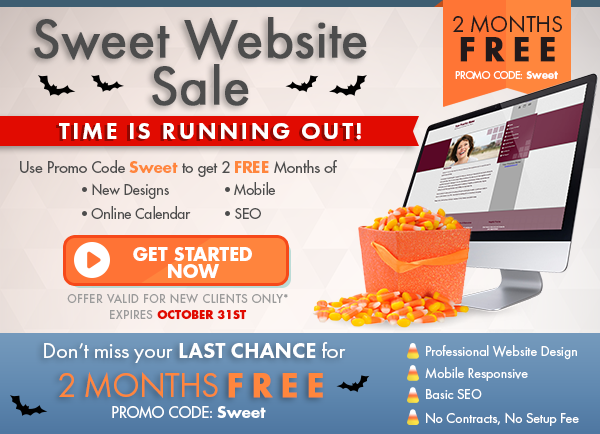 Sweet Website
Sale
2 MONTHS
FREE
PROMO CODE: Sweet
TIME IS RUNNING OUT!
Use Promo Code Sweet to get 2 FREE Months of
• New Designs
• Mobile
• Online Calendar
• SEO
GET STARTED
NOW
OFFER VALID FOR NEW CLIENTS ONLY*
EXPIRES OCTOBER 31ST
Don't miss your LAST CHANCE for
2 MONTHS FREE
PROMO CODE: Sweet
Professional Website Design
Mobile Responsive
Basic SEO
No Contracts, No Setup Fee